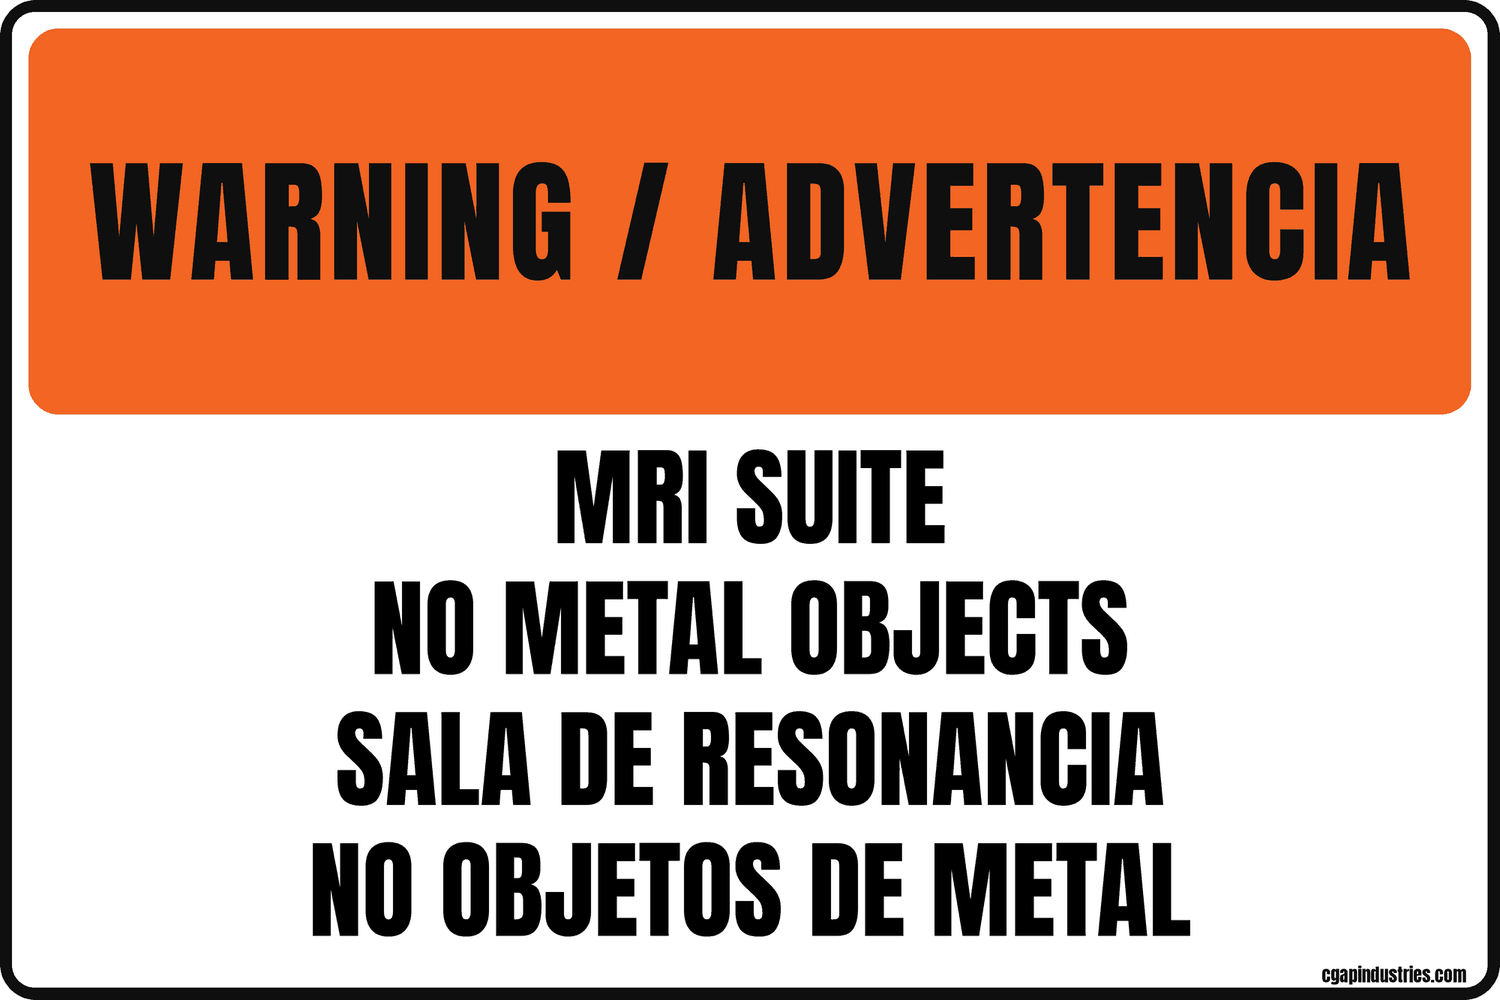 WARNING / ADVERTENCIA
MRI SUITE
NO METAL OBJECTS
SALA DE RESONANCIA
NO OBJETOS DE METAL
cgapindustries.com